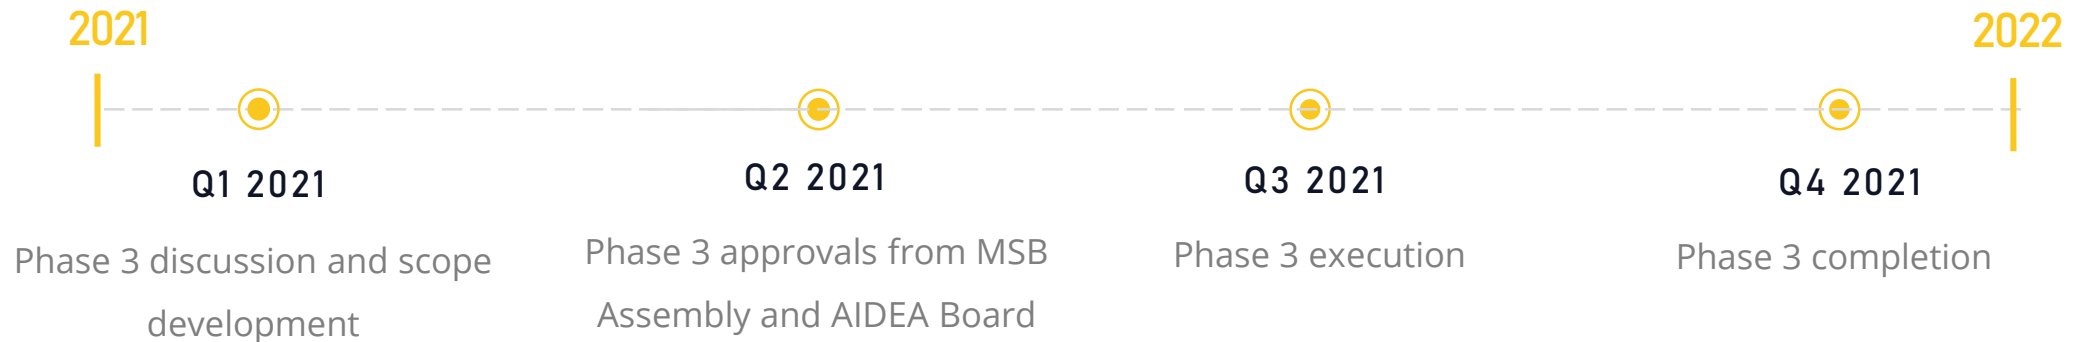 2021
2022
Q1 2021
Phase 3 discussion and scope
development
Q2 2021
Phase 3 approvals from MSB
Assembly and AIDEA Board
Q3 2021
Phase 3 execution
Q4 2021
Phase 3 completion